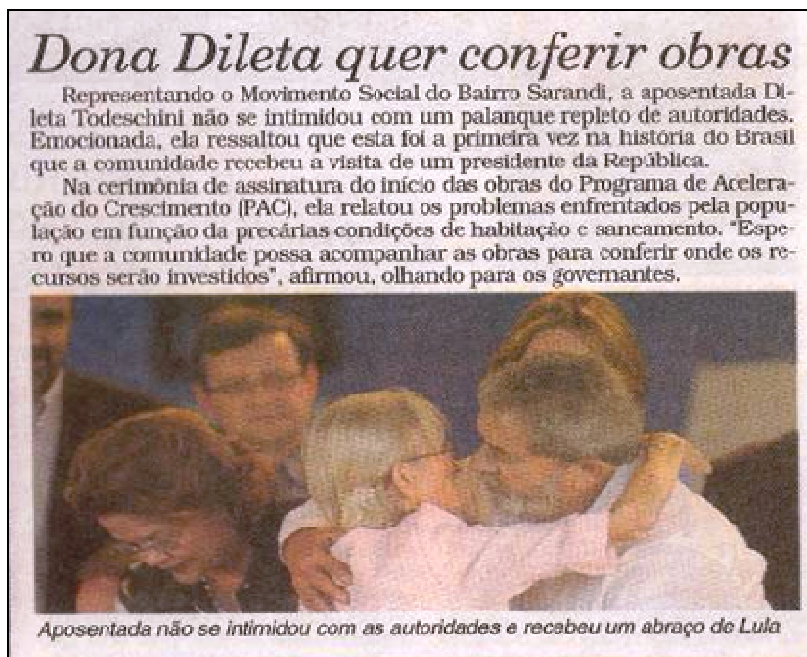 Dona Dileta quer conferir obras
Representando o Movimento Social do Bairro Sarandi, a aposentada Di-
leta Todeschini não se intimidou com um palanque repleto de autoridades.
Emocionada, ela ressaltou que esta foi a primeira vez na história do Brasil
que a comunidade recebeu a visita de um presidente da República.
Na cerimônia de assinatura do início das obras do Programa de Acelera-
ção do Crescimento (PAC), ela relatou os problemas enfrentados pela popu-
lação em função da precárias condições de habitação e saneamento. "Espe-
ro que a comunidade possa acompanhar as obras para conferir onde os re-
cursos serão investidos", afirmou, olhando para os governantes.
Aposentada não se intimidou com as autoridades e recebeu um abraço de Lula